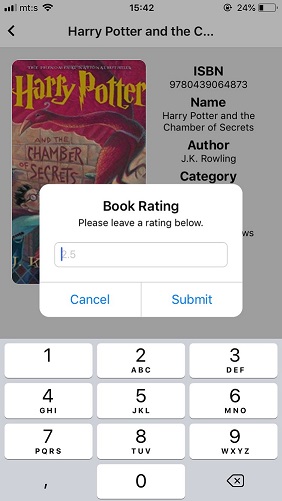 mt:s
15:42
24%
Harry Potter and the C...
Harry Potter
AND THE
CHAMBER
OF
SECRETS
J. K.
ISBN
9780439064873
Name
Harry Potter and the
Chamber of Secrets
Author
J.K. Rowling
Category
ws
Book Rating
Please leave a rating below.
2.5
Cancel
Submit
1
2
ABC
3
DEF
4
GHI
5
JKL
6
MNO
7
PQRS
8
TUV
9
WXYZ
,
0